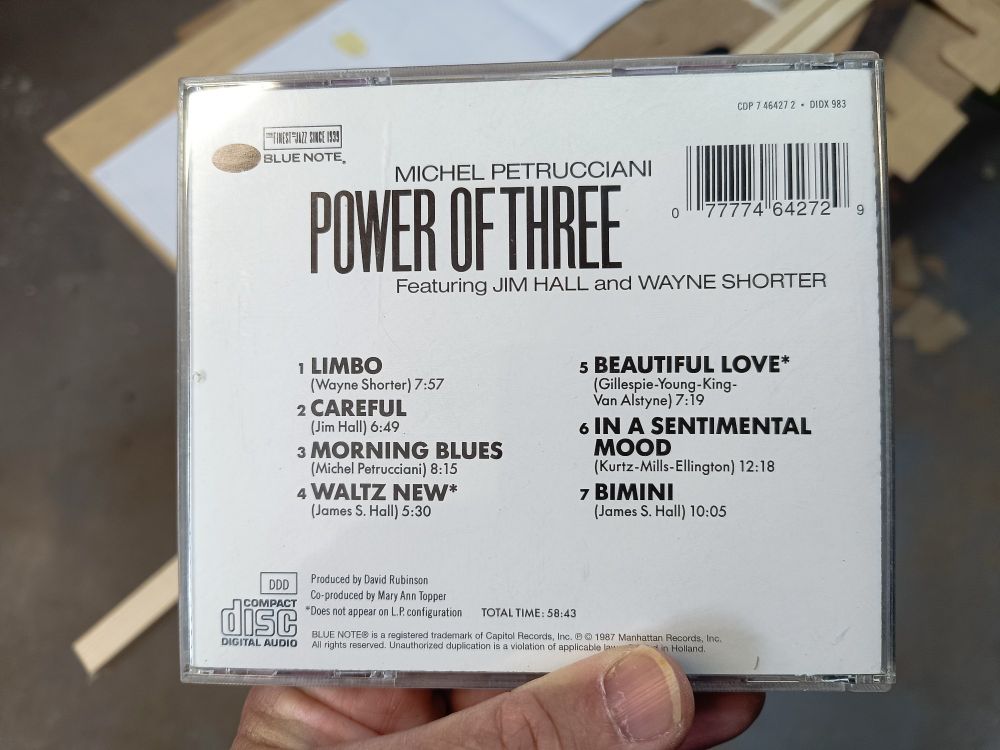 CDP 7 46427 2 • DIDX 983
THE FINEST IN JAZZ SINCE 1939
BLUE NOTE®
MICHEL PETRUCCIANI
POWER OF THREE
Featuring JIM HALL and WAYNE SHORTER
0 77774 64272 9
1 LIMBO
(Wayne Shorter) 7:57
2 CAREFUL
(Jim Hall) 6:49
3 MORNING BLUES
(Michel Petrucciani) 8:15
4 WALTZ NEW*
(James S. Hall) 5:30
5 BEAUTIFUL LOVE*
(Gillespie-Young-King-
Van Alstyne) 7:19
6 IN A SENTIMENTAL
MOOD
(Kurtz-Mills-Ellington) 12:18
7 BIMINI
(James S. Hall) 10:05
DDD
COMPACT
disc
DIGITAL AUDIO
Produced by David Rubinson
Co-produced by Mary Ann Topper
*Does not appear on L.P. configuration TOTAL TIME: 58:43
BLUE NOTE® is a registered trademark of Capitol Records, Inc. ℗ © 1987 Manhattan Records, Inc.
All rights reserved. Unauthorized duplication is a violation of applicable in Holland.